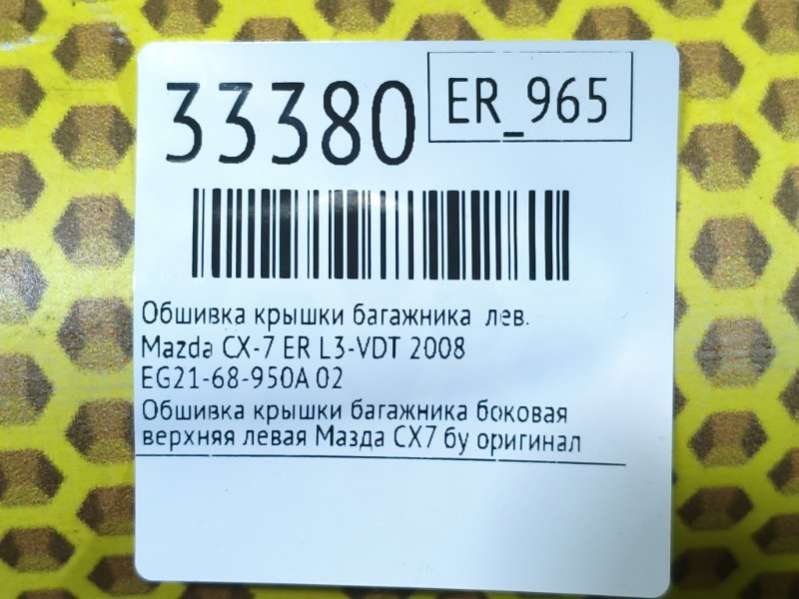 33380
ER_965
Обшивка крышки багажника лев.
Mazda CX-7 ER L3-VDT 2008
EG21-68-950A 02
Обшивка крышки багажника боковая
верхняя левая Мазда СХ7 бу оригинал